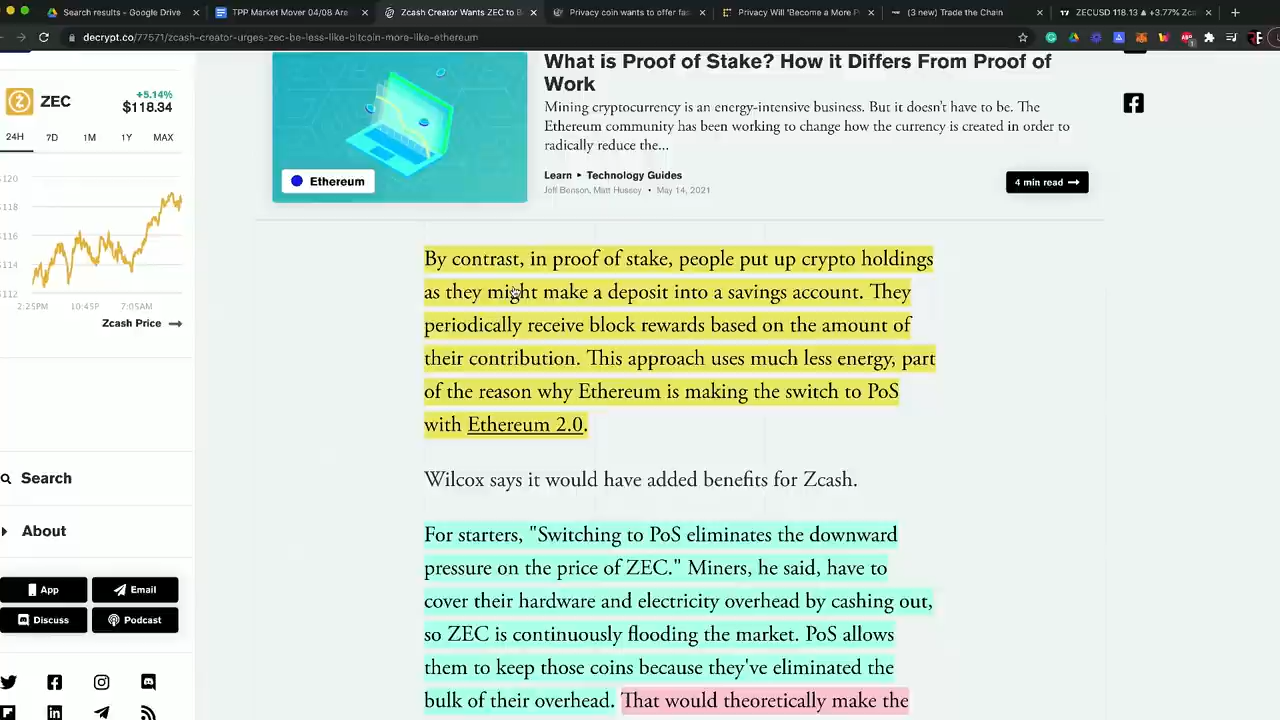 Search results - Google Drive
TPP Market Mover 04/08 Are
Zcash Creator Wants ZEC to B
Privacy coin wants to offer fas
Privacy Will 'Become a More P
(3 new) Trade the Chain
ZECUSD 118.13 ▲ +3.77% Zc
decrypt.co/77571/zcash-creator-urges-zec-be-less-like-bitcoin-more-like-ethereum
ZEC
+5.14%
$118.34
24H 7D 1M 1Y MAX
$120
$118
$116
$114
$112
2:25PM 10:45P 7:05AM
Zcash Price
Search
About
App
Email
Discuss
Podcast
Ethereum
What is Proof of Stake? How it Differs From Proof of
Work
Mining cryptocurrency is an energy-intensive business. But it doesn't have to be. The
Ethereum community has been working to change how the currency is created in order to
radically reduce the...
Learn ▸ Technology Guides
Jeff Benson, Matt Hussey • May 14, 2021
4 min read
By contrast, in proof of stake, people put up crypto holdings
as they might make a deposit into a savings account. They
periodically receive block rewards based on the amount of
their contribution. This approach uses much less energy, part
of the reason why Ethereum is making the switch to PoS
with Ethereum 2.0.
Wilcox says it would have added benefits for Zcash.
For starters, "Switching to PoS eliminates the downward
pressure on the price of ZEC." Miners, he said, have to
cover their hardware and electricity overhead by cashing out,
so ZEC is continuously flooding the market. PoS allows
them to keep those coins because they've eliminated the
bulk of their overhead. That would theoretically make the